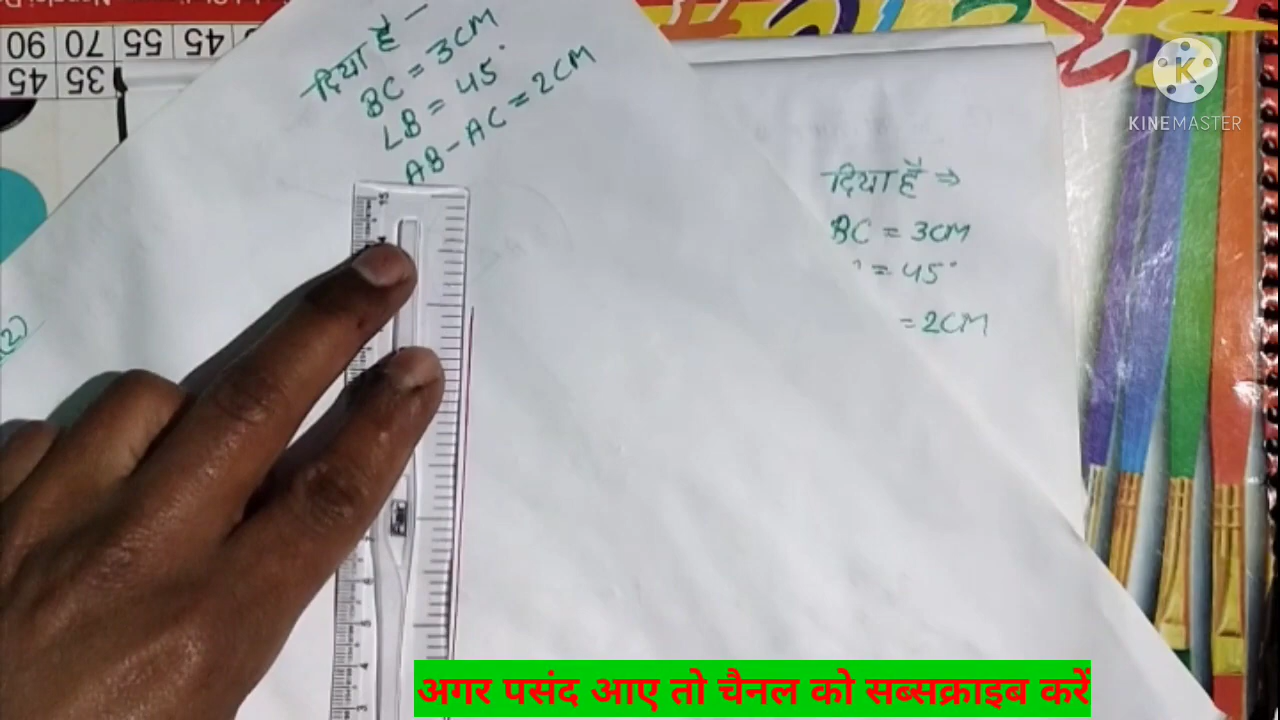 दिया है -
BC = 3CM
∠B = 45°
AB - AC = 2CM
दिया है ⇒
BC = 3CM
= 45°
= 2CM
(2)
35 45
45 55 70 90
K
KINEMASTER
अगर पसंद आए तो चैनल को सब्सक्राइब करें